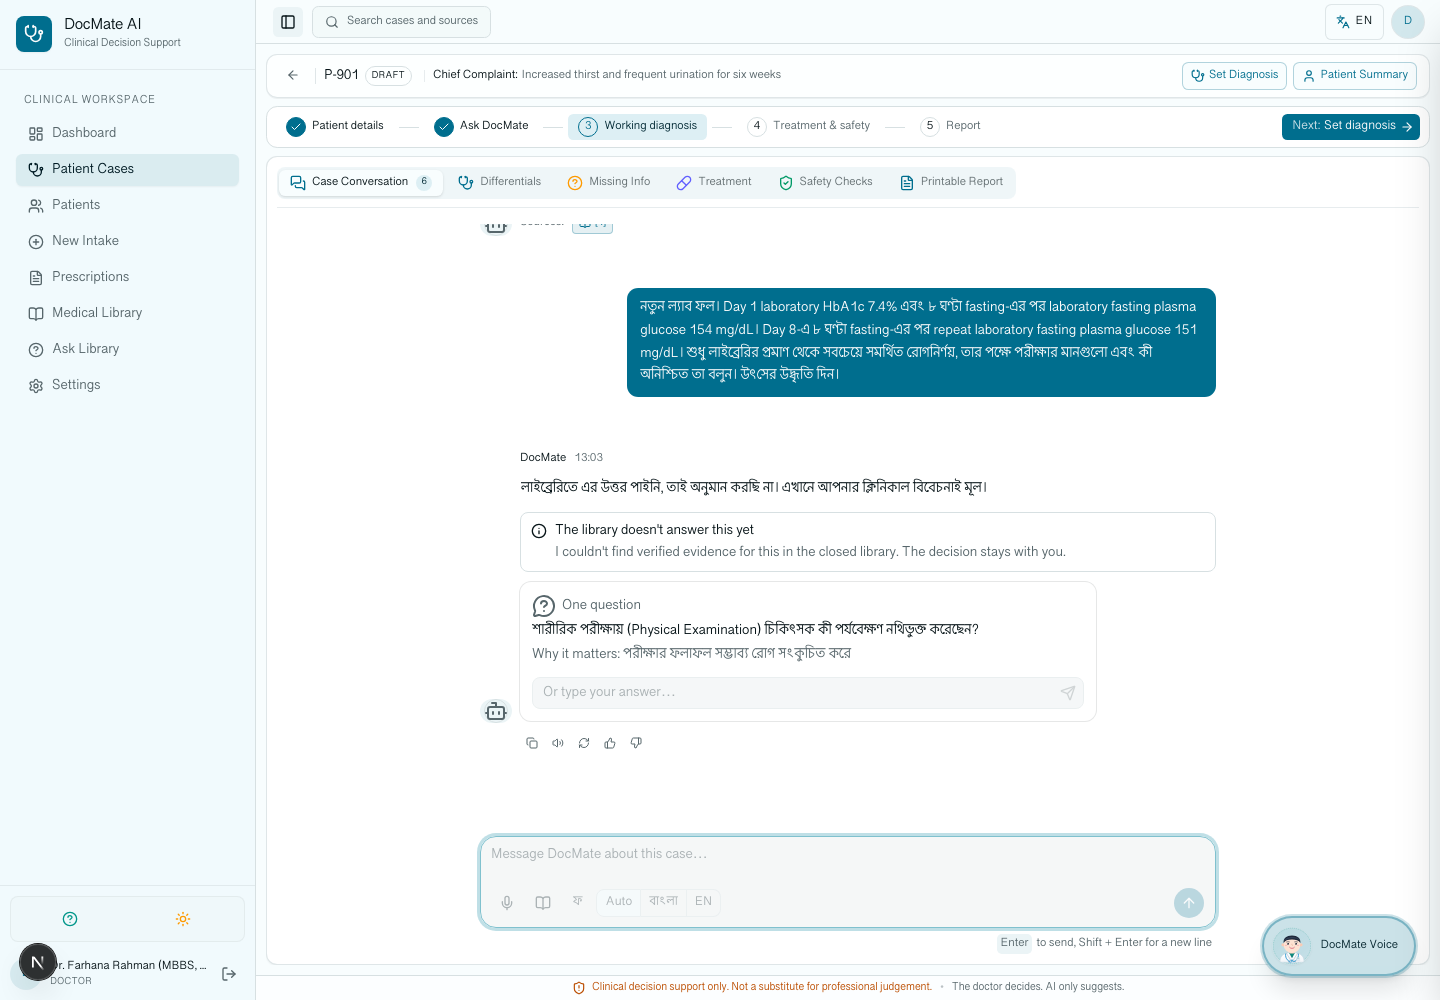 DocMate AI
Clinical Decision Support
CLINICAL WORKSPACE
Dashboard
Patient Cases
Patients
New Intake
Prescriptions
Medical Library
Ask Library
Settings
N
r. Farhana Rahman (MBBS, ...
DOCTOR
Search cases and sources
EN
D
P-901
DRAFT
Chief Complaint: Increased thirst and frequent urination for six weeks
Set Diagnosis
Patient Summary
Patient details
Ask DocMate
3 Working diagnosis
4 Treatment & safety
5 Report
Next: Set diagnosis
Case Conversation 6
Differentials
Missing Info
Treatment
Safety Checks
Printable Report
নতুন ল্যাব ফল। Day 1 laboratory HbA1c 7.4% এবং ৮ ঘণ্টা fasting-এর পর laboratory fasting plasma
glucose 154 mg/dL। Day 8-এ ৮ ঘণ্টা fasting-এর পর repeat laboratory fasting plasma glucose 151
mg/dL। শুধু লাইব্রেরির প্রমাণ থেকে সবচেয়ে সমর্থিত রোগনির্ণয়, তার পক্ষে পরীক্ষার মানগুলো এবং কী
অনিশ্চিত তা বলুন। উৎসের উদ্ধৃতি দিন।
DocMate 13:03
লাইব্রেরিতে এর উত্তর পাইনি, তাই অনুমান করছি না। এখানে আপনার ক্লিনিকাল বিবেচনাই মূল।
The library doesn't answer this yet
I couldn't find verified evidence for this in the closed library. The decision stays with you.
One question
শারীরিক পরীক্ষায় (Physical Examination) চিকিৎসক কী পর্যবেক্ষণ নথিভুক্ত করেছেন?
Why it matters: পরীক্ষার ফলাফল সম্ভাব্য রোগ সংকুচিত করে
Or type your answer...
Message DocMate about this case...
ফ
Auto
বাংলা
EN
Enter to send, Shift + Enter for a new line
DocMate Voice
Clinical decision support only. Not a substitute for professional judgement. • The doctor decides. AI only suggests.